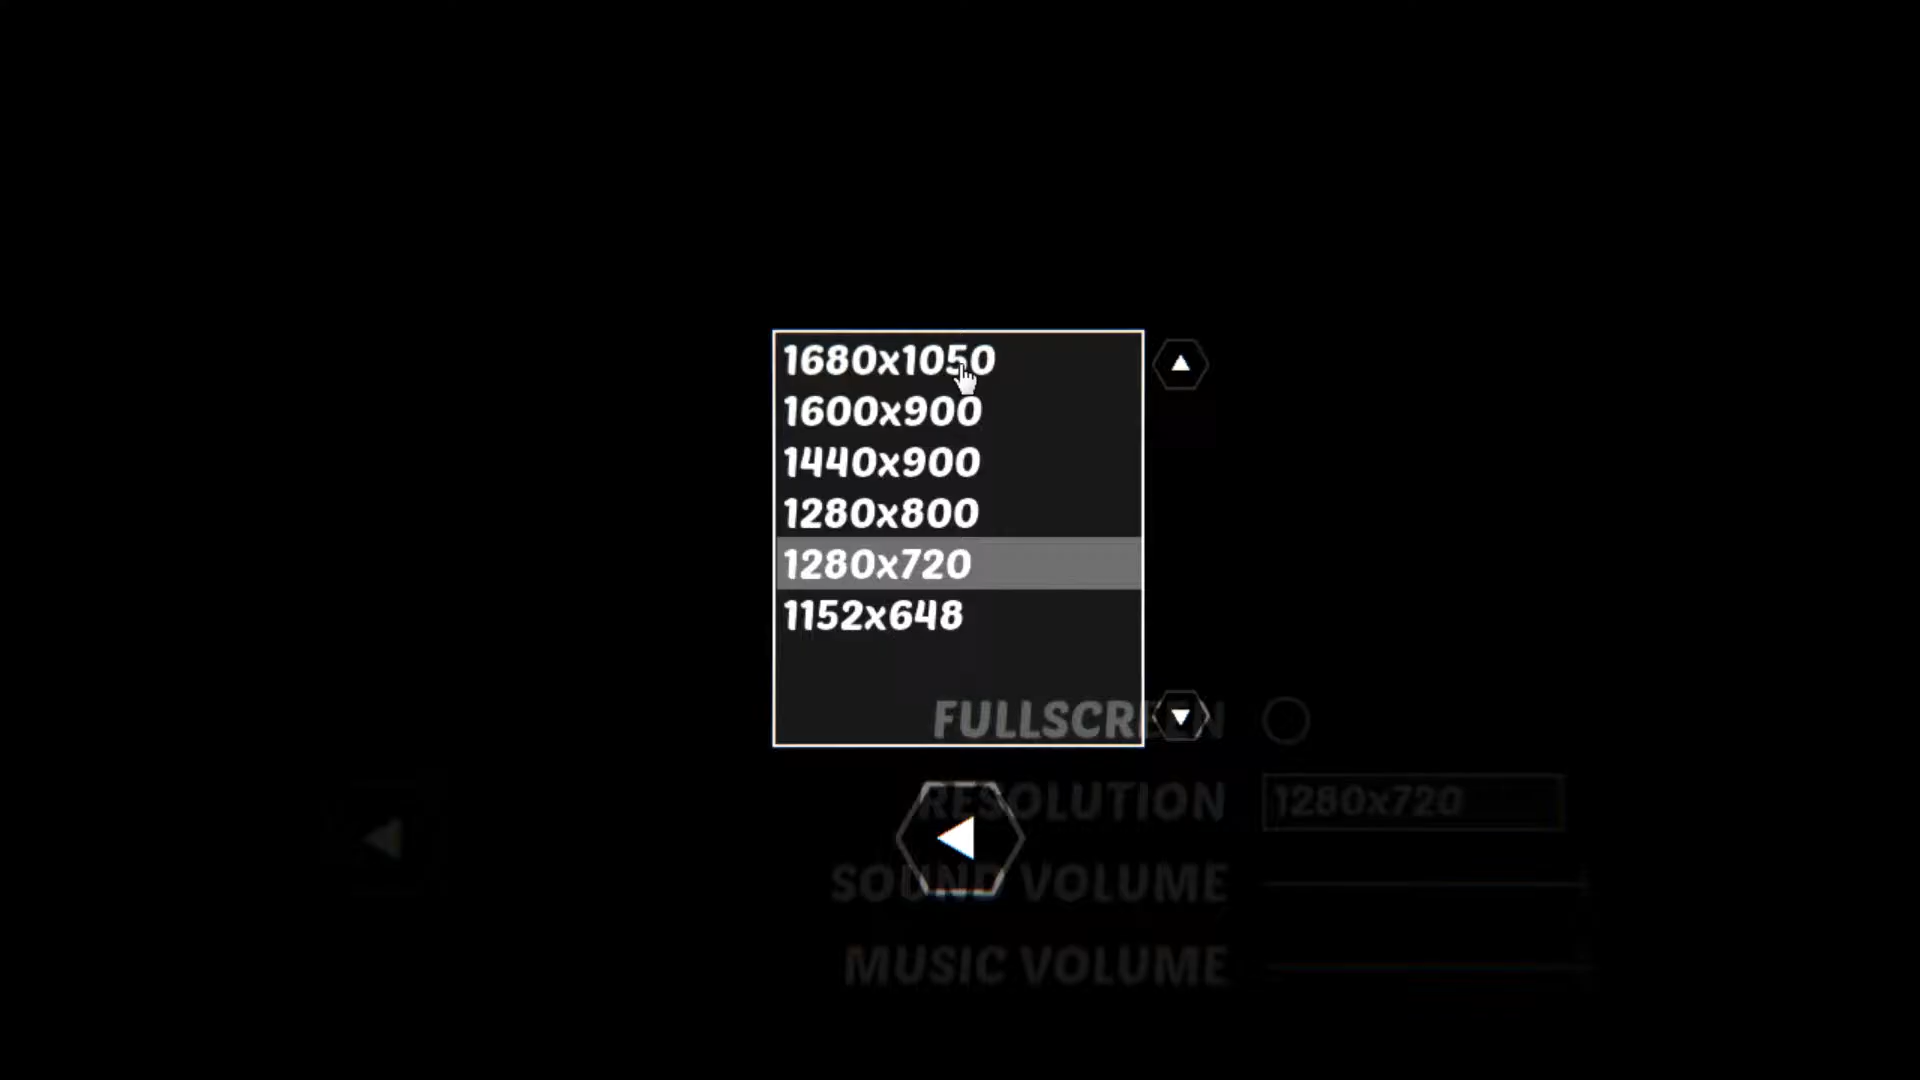 1680x1050
1600x900
1440x900
1280x800
1280x720
1152x648
FULLSCREEN
RESOLUTION 1280x720
SOUND VOLUME
MUSIC VOLUME